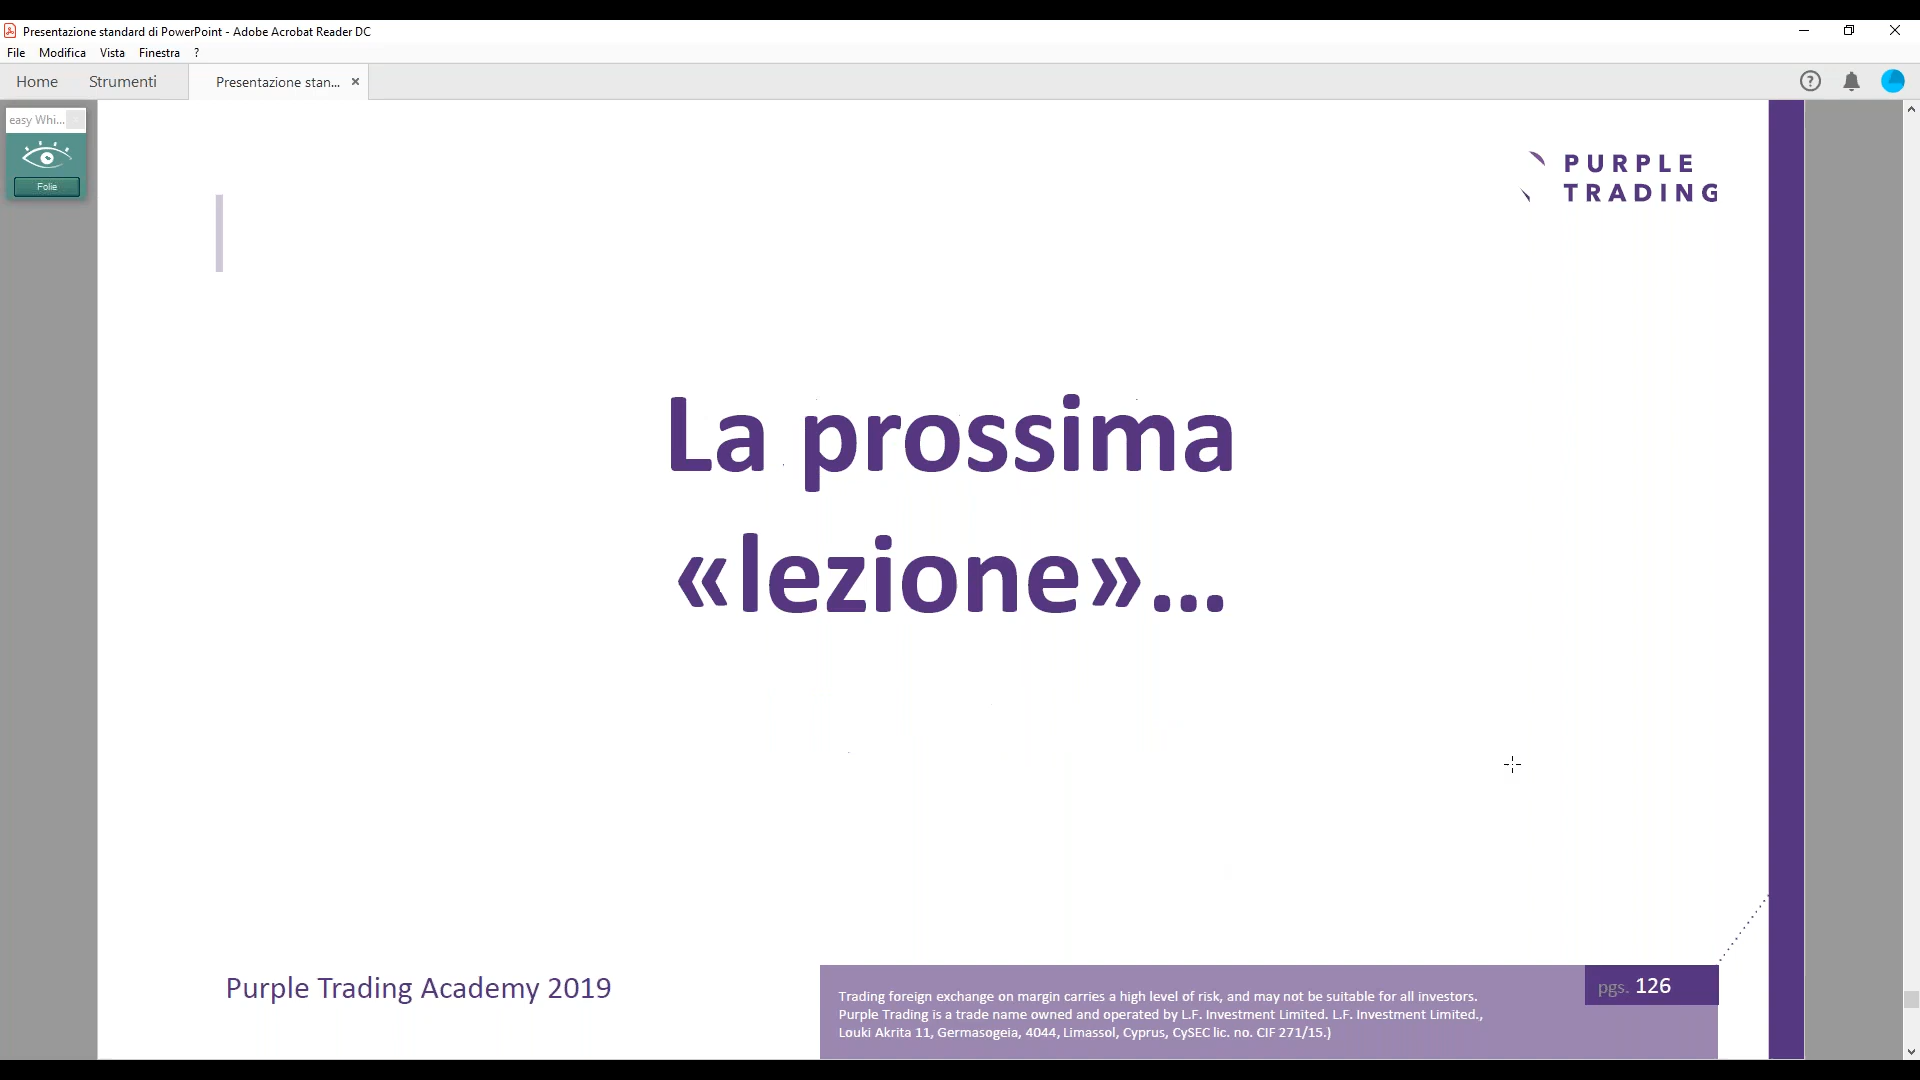 Presentazione standard di PowerPoint - Adobe Acrobat Reader DC
File Modifica Vista Finestra ?
Home Strumenti Presentazione stan...
easy Whi...
Folie
PURPLE
TRADING
La prossima
«lezione»...
Purple Trading Academy 2019
Trading foreign exchange on margin carries a high level of risk, and may not be suitable for all investors.
Purple Trading is a trade name owned and operated by L.F. Investment Limited. L.F. Investment Limited.,
Louki Akrita 11, Germasogeia, 4044, Limassol, Cyprus, CySEC lic. no. CIF 271/15.)
pgs. 126